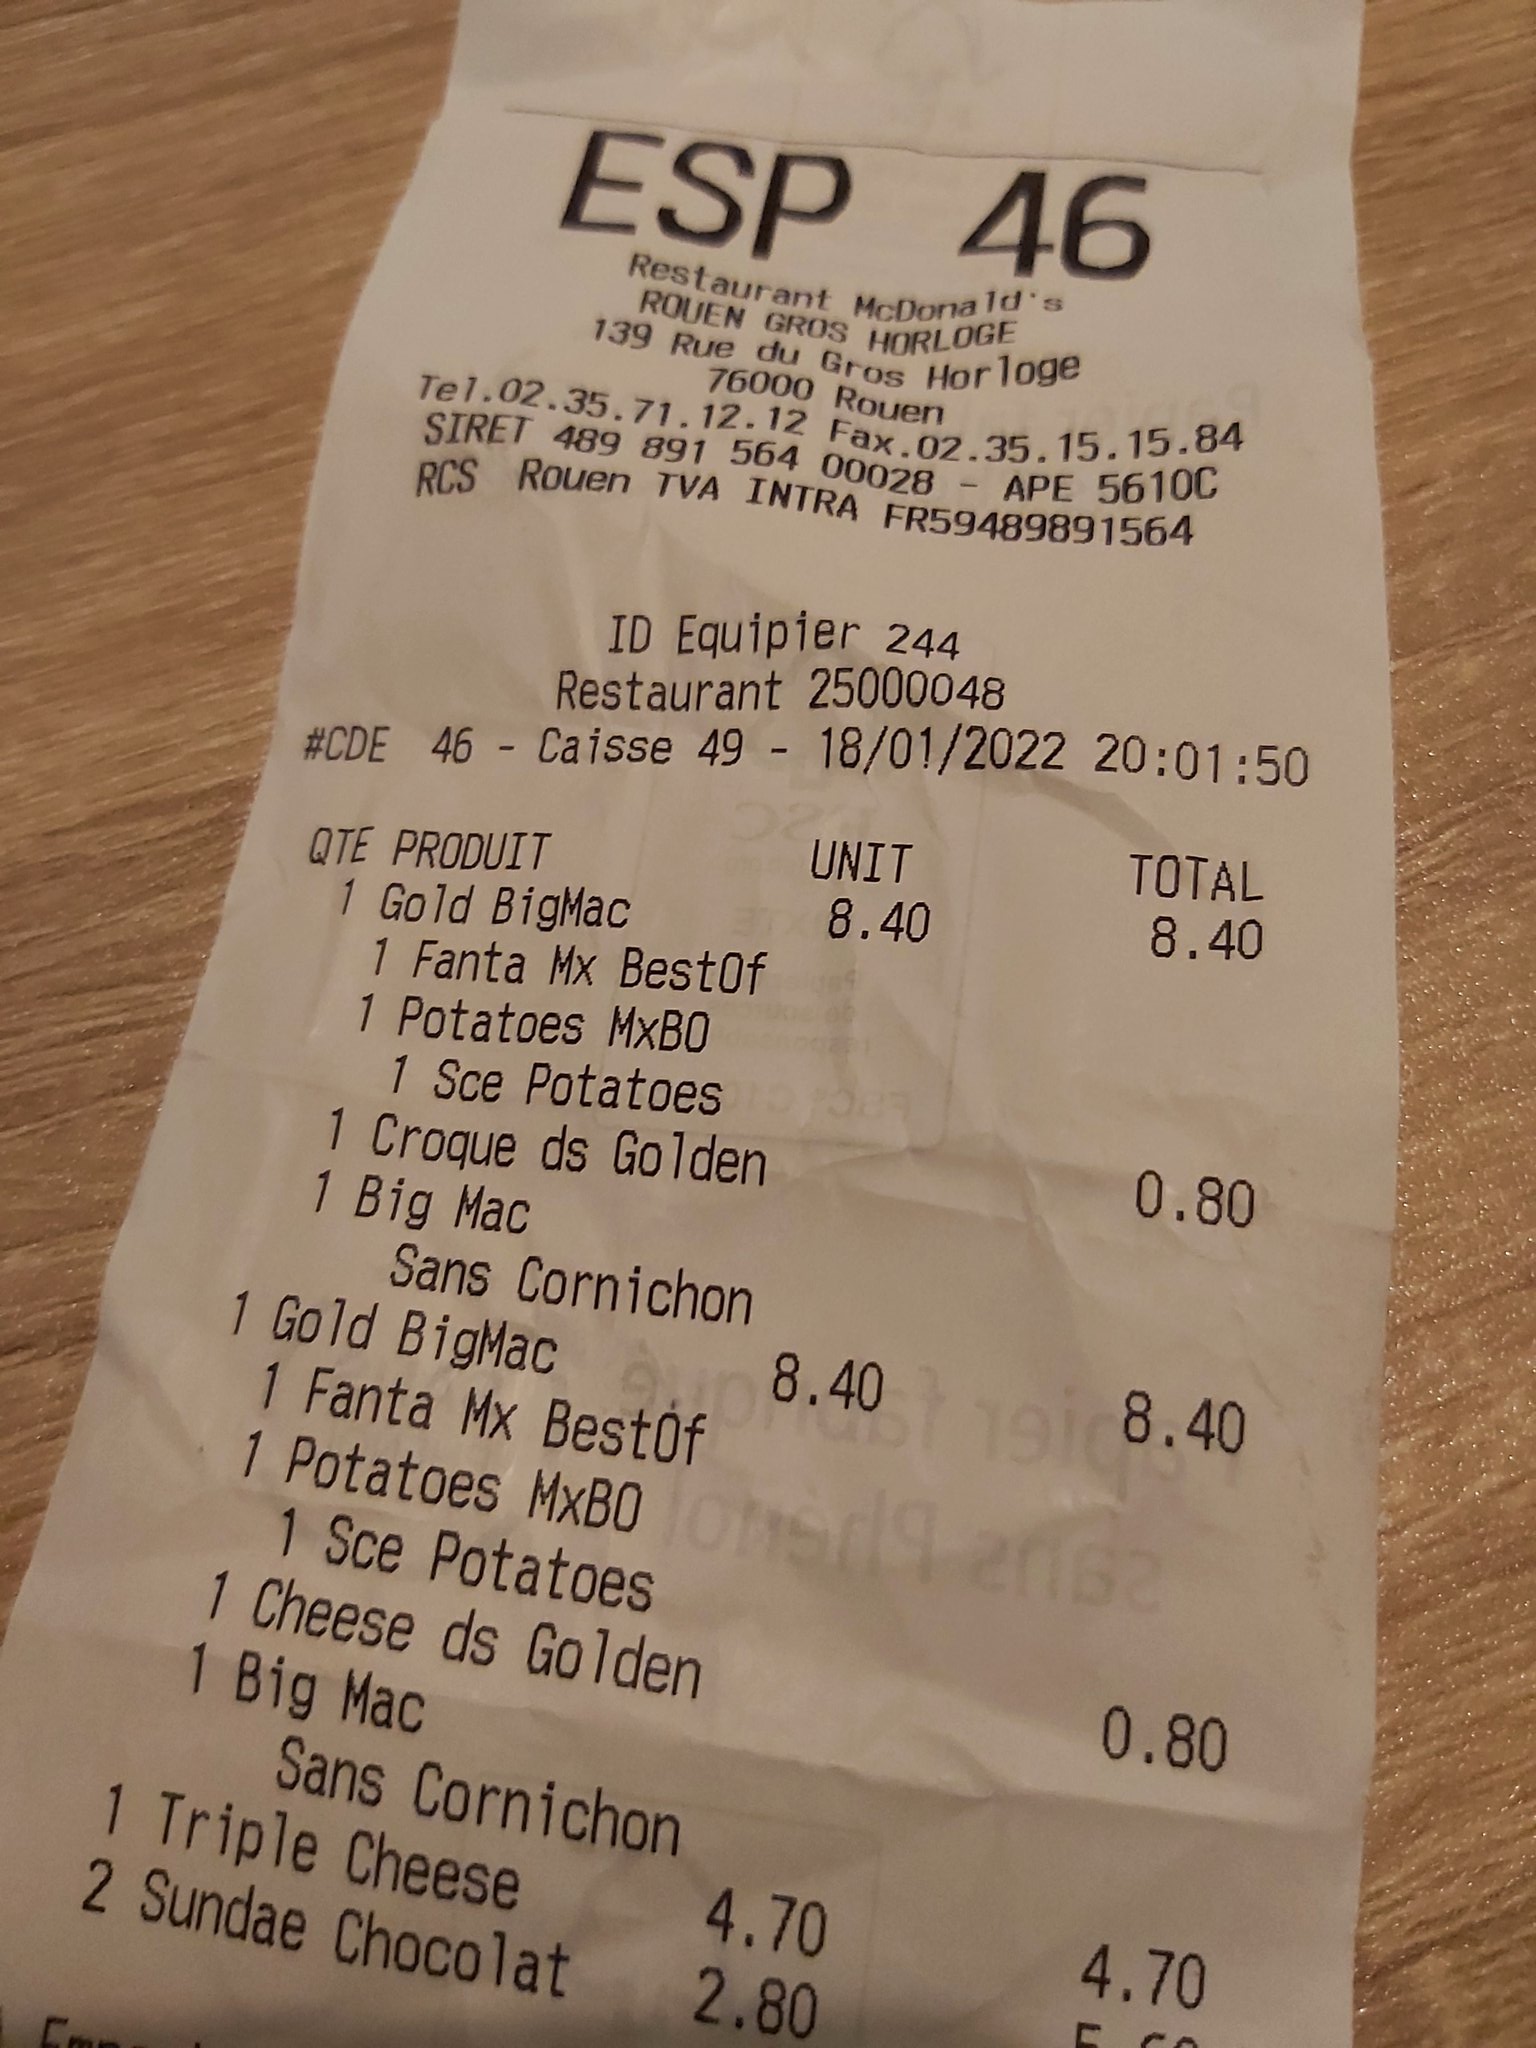 ESP 46
Restaurant McDonald's
ROUEN GROS HORLOGE
139 Rue du Gros Horloge
76000 Rouen
Tel.02.35.71.12.12 Fax.02.35.15.15.84
SIRET 489 891 564 00028 - APE 5610C
RCS Rouen TVA INTRA FR59489891564
ID Equipier 244
Restaurant 25000048
#CDE 46 - Caisse 49 - 18/01/2022 20:01:50
QTE PRODUIT UNIT TOTAL
1 Gold BigMac 8.40 8.40
1 Fanta Mx BestOf
1 Potatoes MxBO
1 Sce Potatoes
1 Croque ds Golden 0.80
1 Big Mac
Sans Cornichon
1 Gold BigMac 8.40 8.40
1 Fanta Mx BestOf
1 Potatoes MxBO
1 Sce Potatoes
1 Cheese ds Golden 0.80
1 Big Mac
Sans Cornichon
1 Triple Cheese 4.70 4.70
2 Sundae Chocolat 2.80